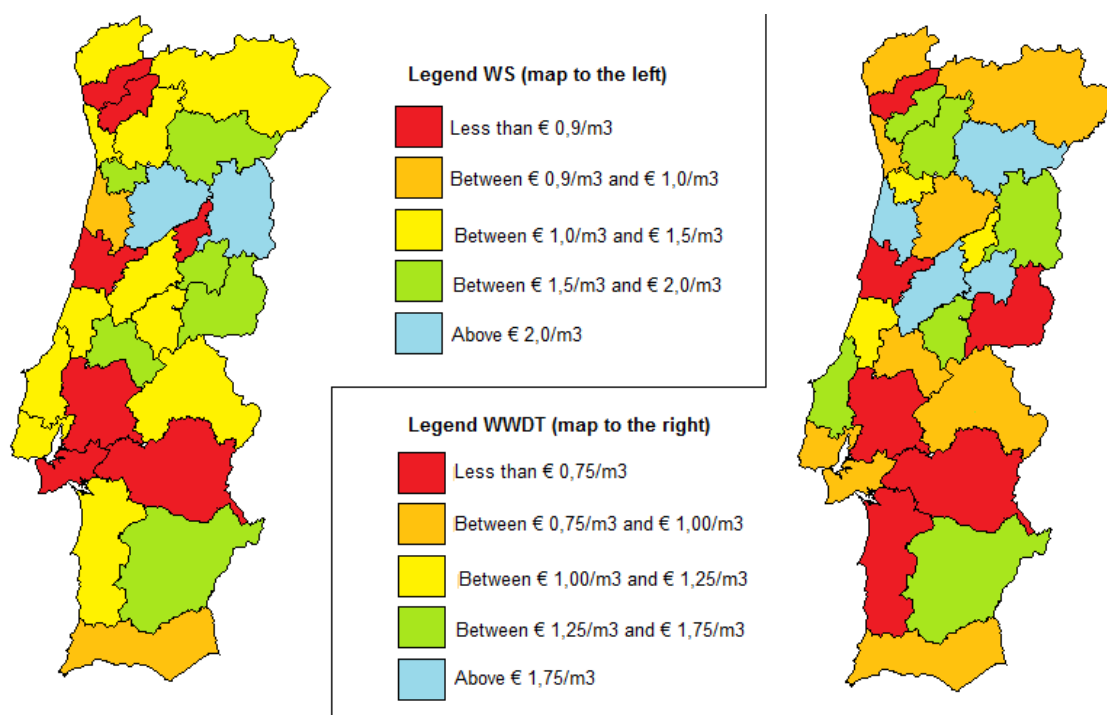 Legend WS (map to the left)
Less than € 0,9/m3
Between € 0,9/m3 and € 1,0/m3
Between € 1,0/m3 and € 1,5/m3
Between € 1,5/m3 and € 2,0/m3
Above € 2,0/m3
Legend WWDT (map to the right)
Less than € 0,75/m3
Between € 0,75/m3 and € 1,00/m3
Between € 1,00/m3 and € 1,25/m3
Between € 1,25/m3 and € 1,75/m3
Above € 1,75/m3